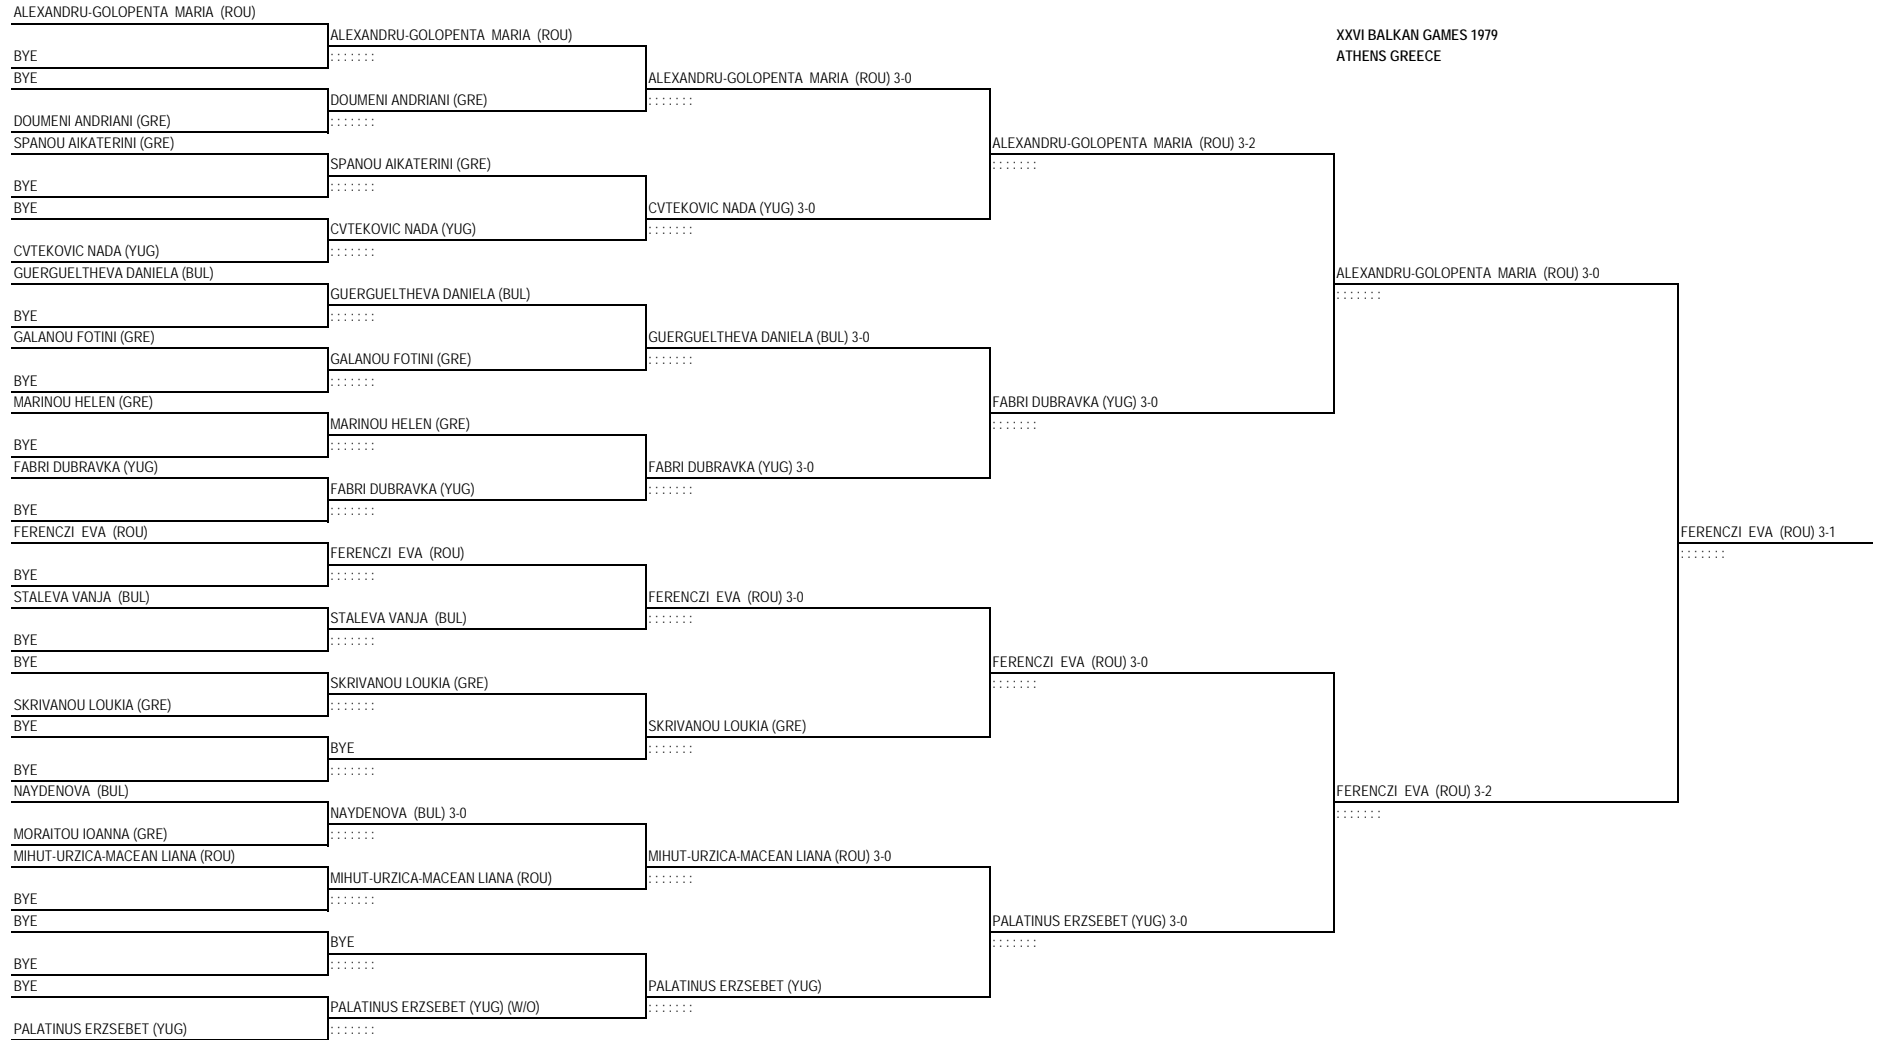 ALEXANDRU-GOLOPENTA MARIA (ROU)
BYE
BYE
DOUMENI ANDRIANI (GRE)
SPANOU AIKATERINI (GRE)
BYE
BYE
CVTEKOVIC NADA (YUG)
GUERGUELTHEVA DANIELA (BUL)
BYE
GALANOU FOTINI (GRE)
BYE
MARINOU HELEN (GRE)
BYE
FABRI DUBRAVKA (YUG)
BYE
FERENCZI EVA (ROU)
BYE
STALEVA VANJA (BUL)
BYE
BYE
SKRIVANOU LOUKIA (GRE)
BYE
BYE
NAYDENOVA (BUL)
MORAITOU IOANNA (GRE)
MIHUT-URZICA-MACEAN LIANA (ROU)
BYE
BYE
BYE
BYE
PALATINUS ERZSEBET (YUG)
ALEXANDRU-GOLOPENTA MARIA (ROU)
: : : : : : :
DOUMENI ANDRIANI (GRE)
: : : : : : :
SPANOU AIKATERINI (GRE)
: : : : : : :
CVTEKOVIC NADA (YUG)
: : : : : : :
GUERGUELTHEVA DANIELA (BUL)
: : : : : : :
GALANOU FOTINI (GRE)
: : : : : : :
MARINOU HELEN (GRE)
: : : : : : :
FABRI DUBRAVKA (YUG)
: : : : : : :
FERENCZI EVA (ROU)
: : : : : : :
STALEVA VANJA (BUL)
: : : : : : :
SKRIVANOU LOUKIA (GRE)
: : : : : : :
BYE
: : : : : : :
NAYDENOVA (BUL) 3-0
: : : : : : :
MIHUT-URZICA-MACEAN LIANA (ROU)
: : : : : : :
BYE
: : : : : : :
PALATINUS ERZSEBET (YUG) (W/O)
: : : : : : :
ALEXANDRU-GOLOPENTA MARIA (ROU) 3-0
: : : : : : :
CVTEKOVIC NADA (YUG) 3-0
: : : : : : :
GUERGUELTHEVA DANIELA (BUL) 3-0
: : : : : : :
FABRI DUBRAVKA (YUG) 3-0
: : : : : : :
FERENCZI EVA (ROU) 3-0
: : : : : : :
SKRIVANOU LOUKIA (GRE)
: : : : : : :
MIHUT-URZICA-MACEAN LIANA (ROU) 3-0
: : : : : : :
PALATINUS ERZSEBET (YUG)
: : : : : : :
ALEXANDRU-GOLOPENTA MARIA (ROU) 3-2
: : : : : : :
FABRI DUBRAVKA (YUG) 3-0
: : : : : : :
FERENCZI EVA (ROU) 3-0
: : : : : : :
PALATINUS ERZSEBET (YUG) 3-0
: : : : : : :
XXVI BALKAN GAMES 1979
ATHENS GREECE
ALEXANDRU-GOLOPENTA MARIA (ROU) 3-0
: : : : : : :
FERENCZI EVA (ROU) 3-2
: : : : : : :
FERENCZI EVA (ROU) 3-1
: : : : : : :